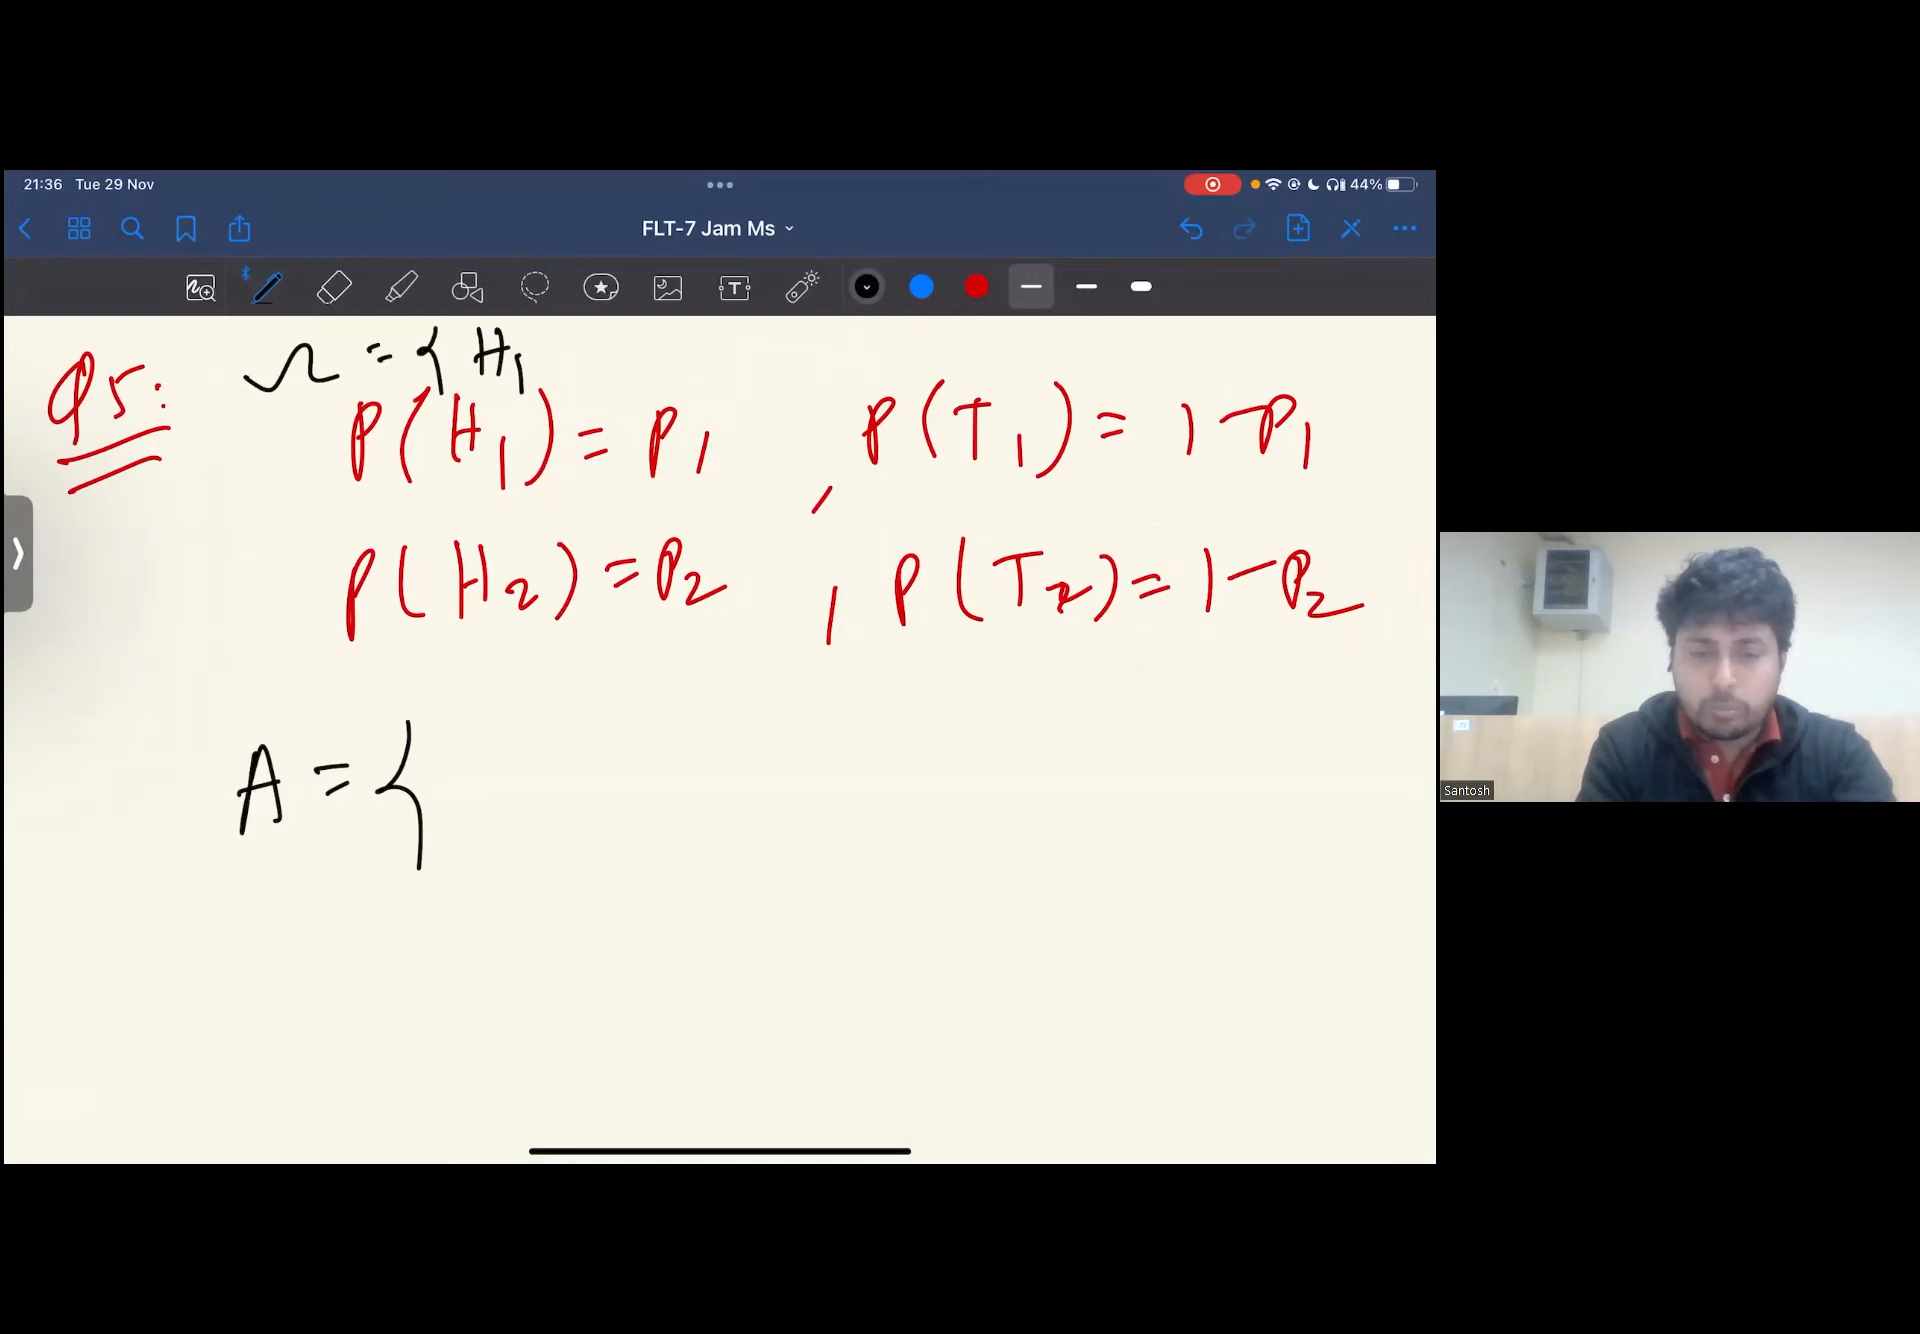 21:36 Tue 29 Nov
44%
FLT-7 Jam Ms
T
Q5:
Ω = { H₁
P(H₁) = P₁ , P(T₁) = 1-P₁
P(H₂) = P₂ , P(T₂) = 1-P₂
A = {
Santosh